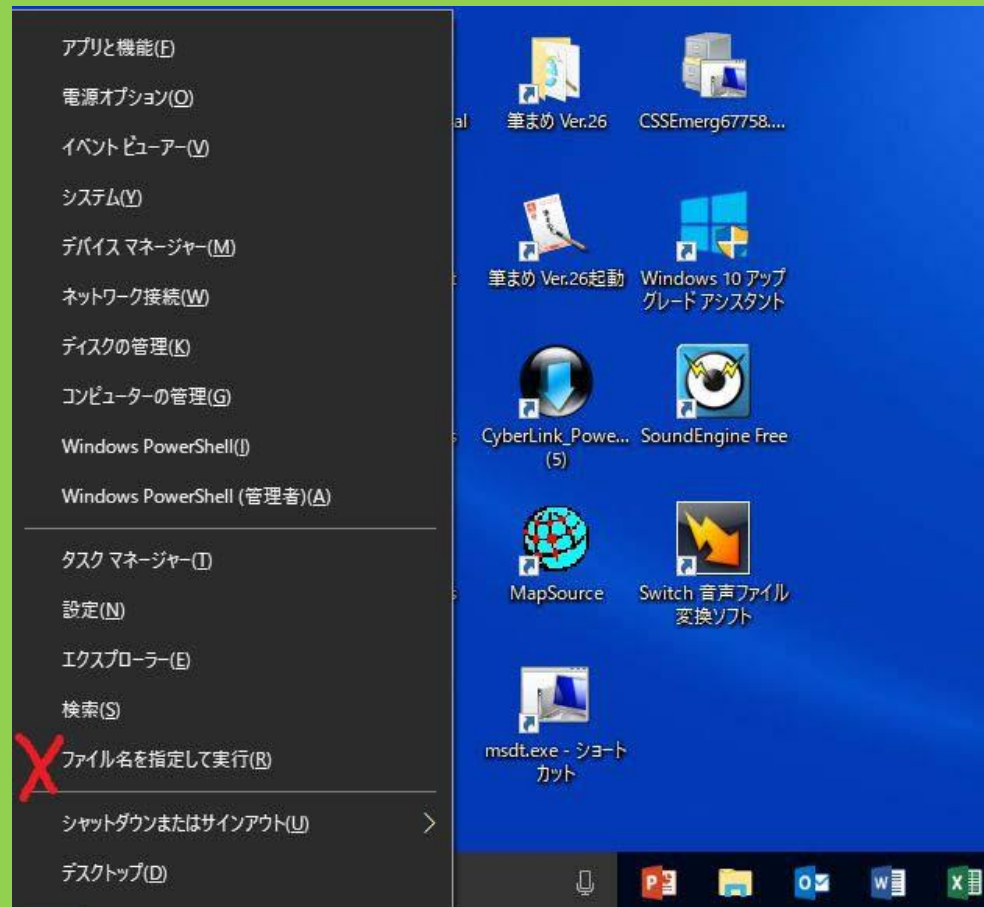 アプリと機能(F)
電源オプション(O)
イベント ビューアー(V)
システム(Y)
デバイス マネージャー(M)
ネットワーク接続(W)
ディスクの管理(K)
コンピューターの管理(G)
Windows PowerShell(I)
Windows PowerShell (管理者)(A)
タスク マネージャー(T)
設定(N)
エクスプローラー(E)
検索(S)
ファイル名を指定して実行(R)
シャットダウンまたはサインアウト(U)
デスクトップ(D)
al
筆まめ Ver.26
CSSEmerg67758....
筆まめ Ver.26起動
Windows 10 アップ
グレード アシスタント
CyberLink_Powe...
(5)
SoundEngine Free
MapSource
Switch 音声ファイル
変換ソフト
msdt.exe - ショート
カット